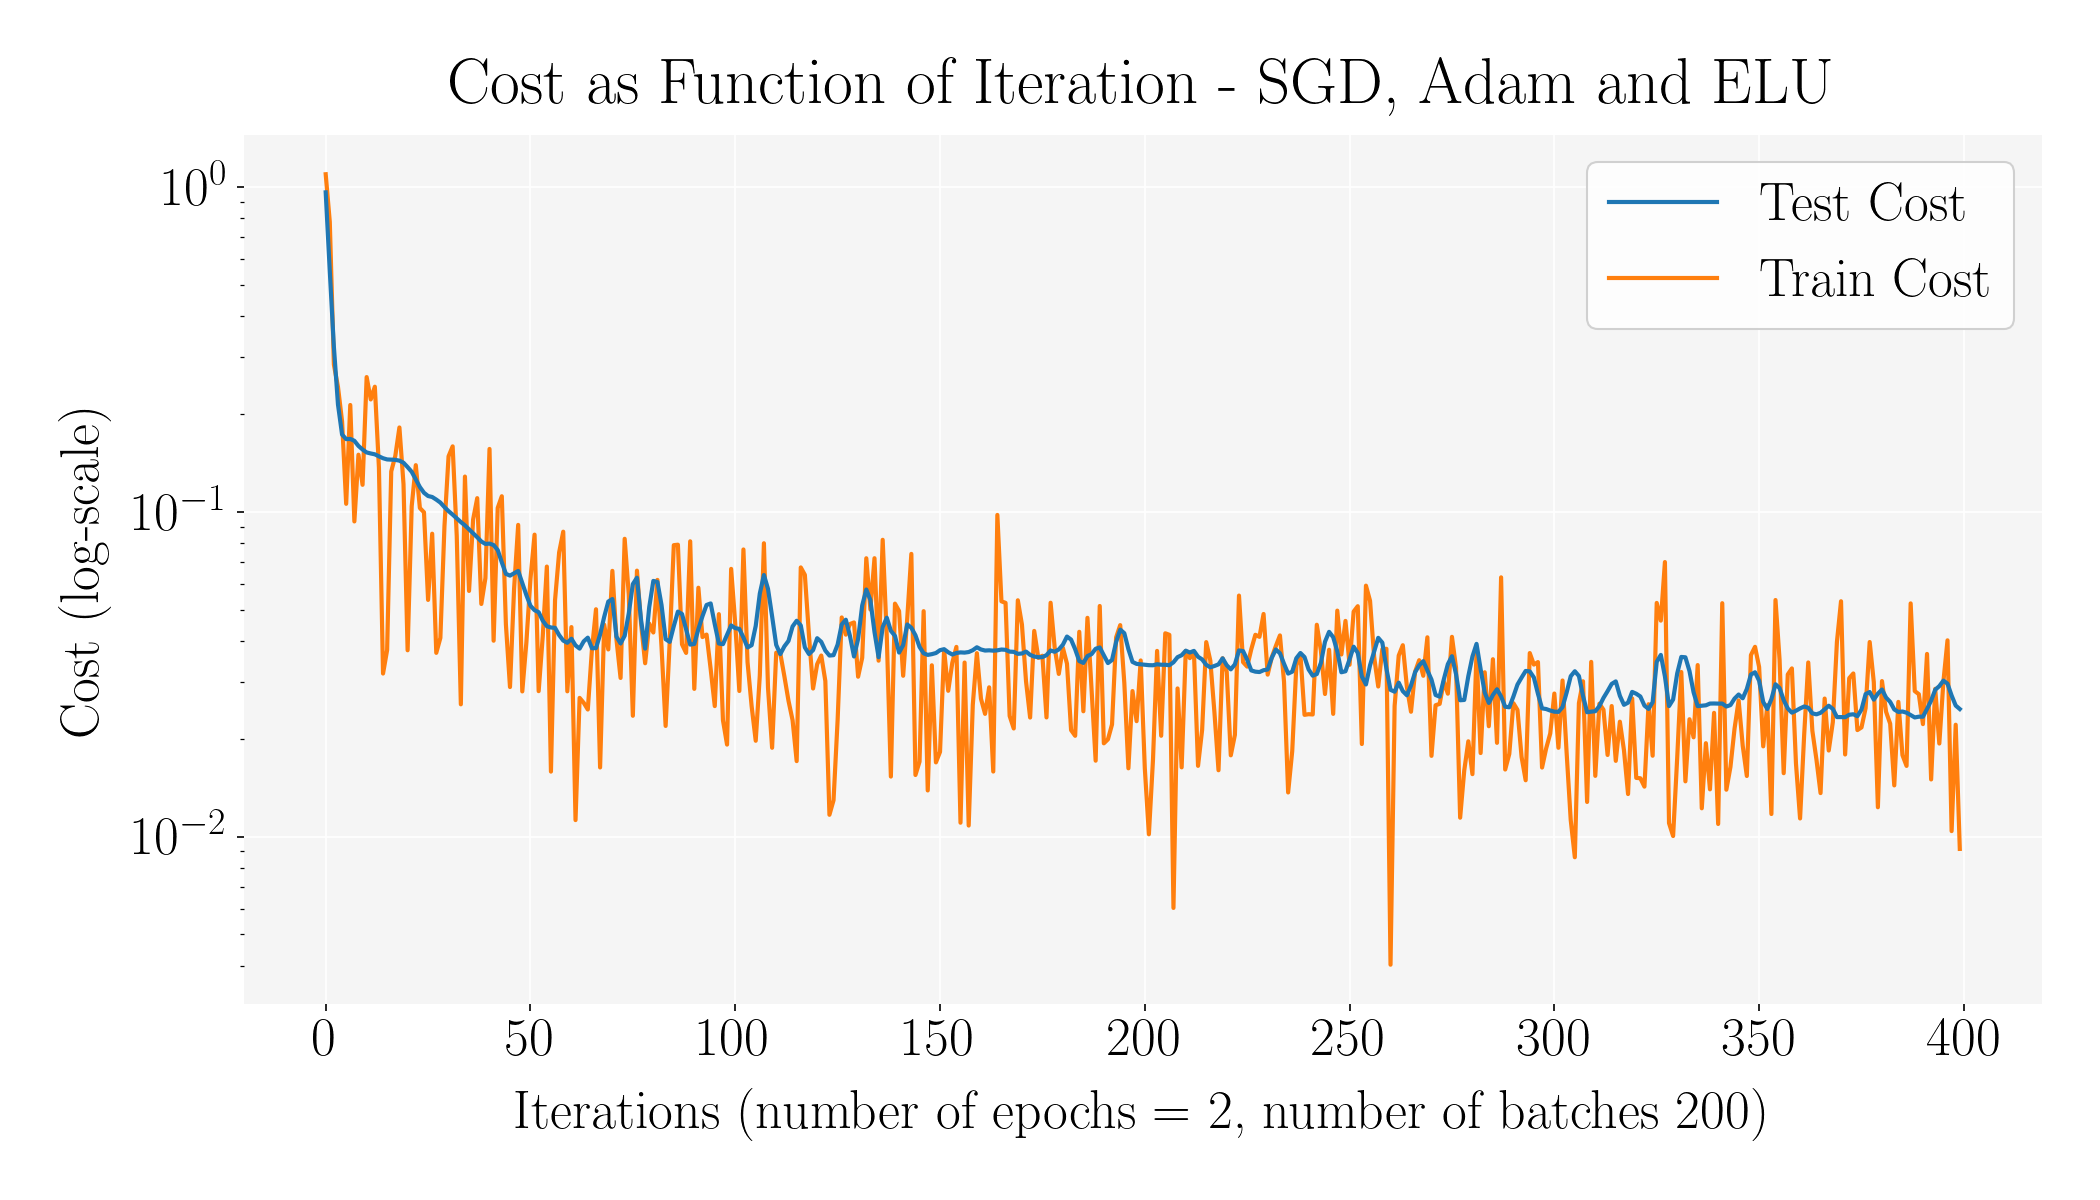 Cost as Function of Iteration - SGD, Adam and ELU
Test Cost
Train Cost
Cost (log-scale)
10⁰
10⁻¹
10⁻²
0 50 100 150 200 250 300 350 400
Iterations (number of epochs = 2, number of batches 200)